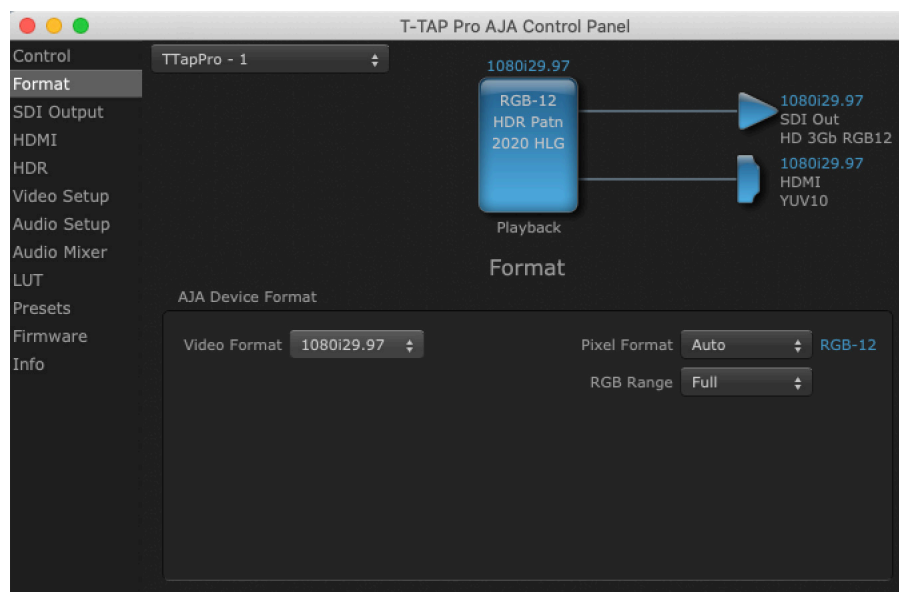 T-TAP Pro AJA Control Panel
Control
Format
SDI Output
HDMI
HDR
Video Setup
Audio Setup
Audio Mixer
LUT
Presets
Firmware
Info
TTapPro - 1
1080i29.97
RGB-12
HDR Patn
2020 HLG
Playback
1080i29.97
SDI Out
HD 3Gb RGB12
1080i29.97
HDMI
YUV10
Format
AJA Device Format
Video Format 1080i29.97
Pixel Format Auto RGB-12
RGB Range Full